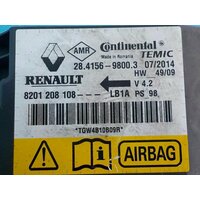 AMR Continental
Made in Romania TEMIC
28.4156-9800.3 07/2014
HW 49/09
RENAULT V 4.2
8201 208 108 ----- LB1A PS 98
*TGW4810609R*
AIRBAG